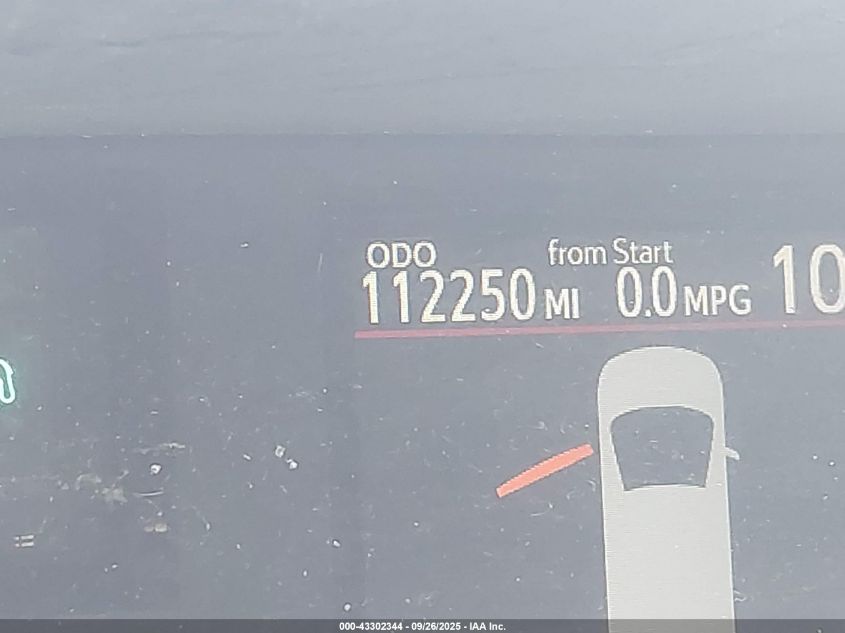 ODO from Start
112250 MI 0.0 MPG 10
000-43302344 - 09/26/2025 - IAA Inc.